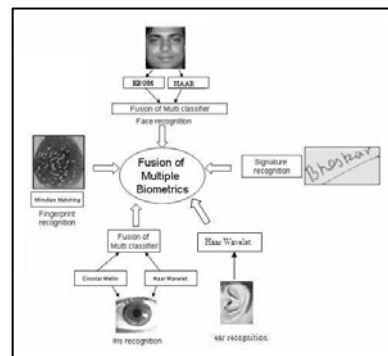 EBGM HAAR
Fusion of Multi classifier
Face recognition
Fusion of
Multiple
Biometrics
Minutiae Matching
Fingerprint
recognition
Signature
recognition
Bhaskar
Fusion of
Multi classifier
Haar Wavelet
Circular Mellin
Haar Wavelet
Iris recognition
ear recognition